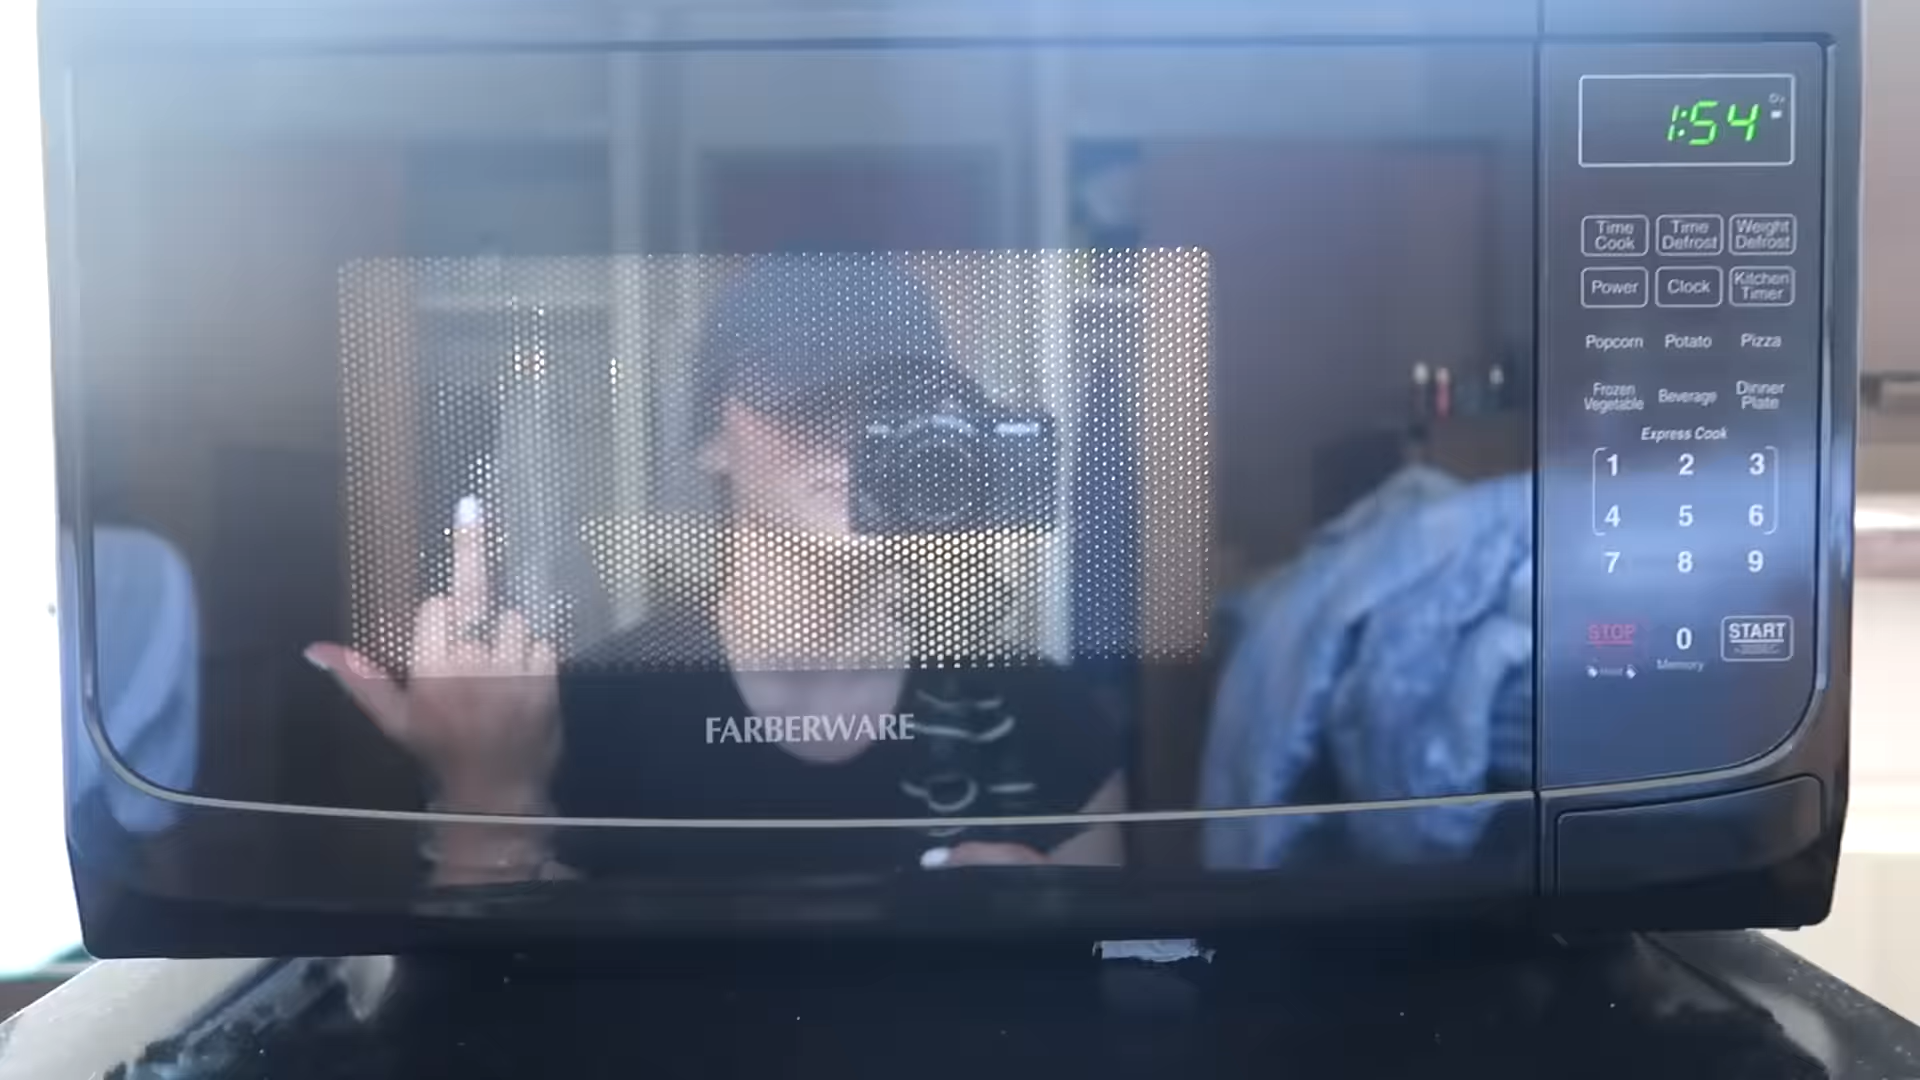 1:54
Time Cook
Time Defrost
Weight Defrost
Power
Clock
Kitchen Timer
Popcorn
Potato
Pizza
Frozen Vegetable
Beverage
Dinner Plate
Express Cook
1 2 3
4 5 6
7 8 9
STOP
0
START
Memory
FARBERWARE